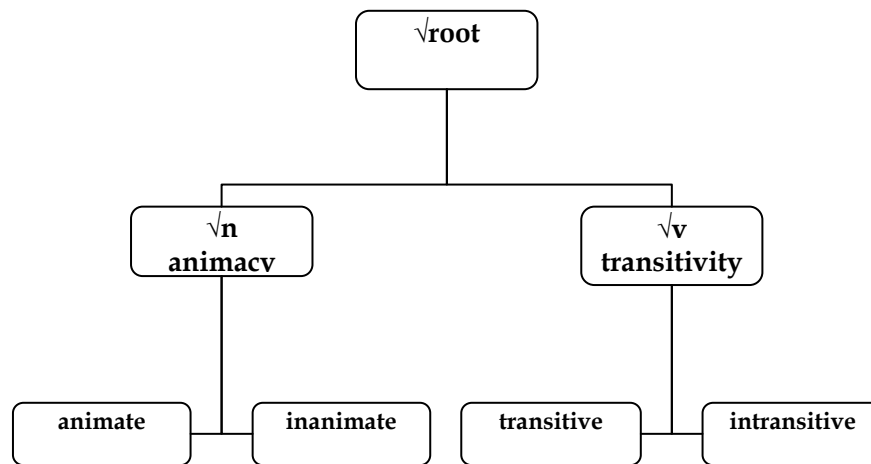 √root
√n
animacy
√v
transitivity
animate
inanimate
transitive
intransitive